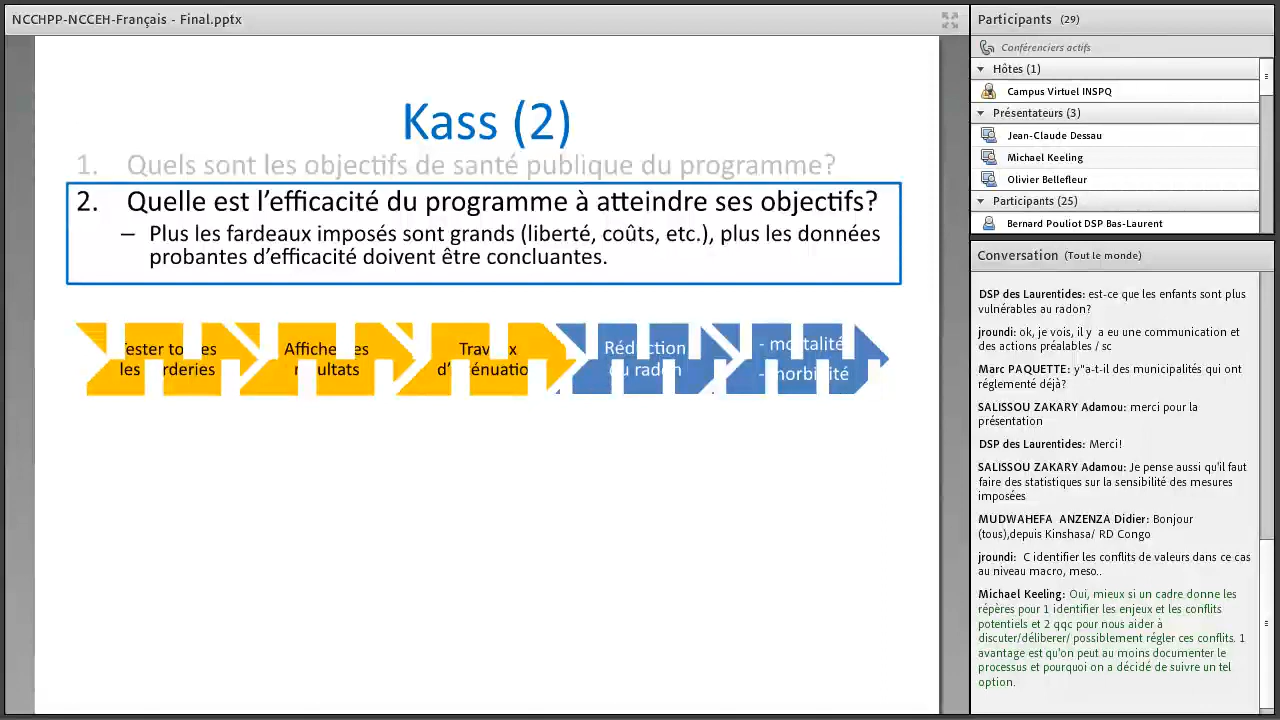 NCCHPP-NCCEH-Français - Final.pptx
Kass (2)
1. Quels sont les objectifs de santé publique du programme?
2. Quelle est l'efficacité du programme à atteindre ses objectifs?
– Plus les fardeaux imposés sont grands (liberté, coûts, etc.), plus les données
probantes d'efficacité doivent être concluantes.
les
- mortalité
Participants (29)
Conférenciers actifs
Hôtes (1)
Campus Virtuel INSPQ
Présentateurs (3)
Jean-Claude Dessau
Michael Keeling
Olivier Bellefleur
Participants (25)
Bernard Pouliot DSP Bas-Laurent
Conversation (Tout le monde)
DSP des Laurentides: est-ce que les enfants sont plus
vulnérables au radon?
jroundi: ok, je vois, il y a eu une communication et
des actions préalables / sc
Marc PAQUETTE: y"a-t-il des municipalités qui ont
réglementé déjà?
SALISSOU ZAKARY Adamou: merci pour la
présentation
DSP des Laurentides: Merci!
SALISSOU ZAKARY Adamou: Je pense aussi qu'il faut
faire des statistiques sur la sensibilité des mesures
imposées
MUDWAHEFA ANZENZA Didier: Bonjour
(tous),depuis Kinshasa/ RD Congo
jroundi: C identifier les conflits de valeurs dans ce cas
au niveau macro, meso..
Michael Keeling: Oui, mieux si un cadre donne les
répères pour 1 identifier les enjeux et les conflits
potentiels et 2 qqc pour nous aider à
discuter/déliberer/ possiblement régler ces conflits. 1
avantage est qu'on peut au moins documenter le
processus et pourquoi on a décidé de suivre un tel
option.